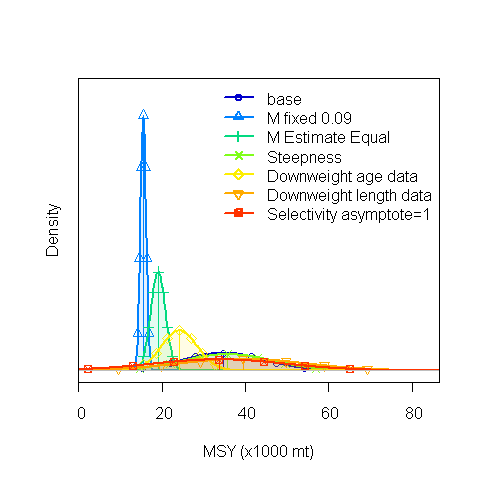 base
M fixed 0.09
M Estimate Equal
Steepness
Downweight age data
Downweight length data
Selectivity asymptote=1
Density
0 20 40 60 80
MSY (x1000 mt)